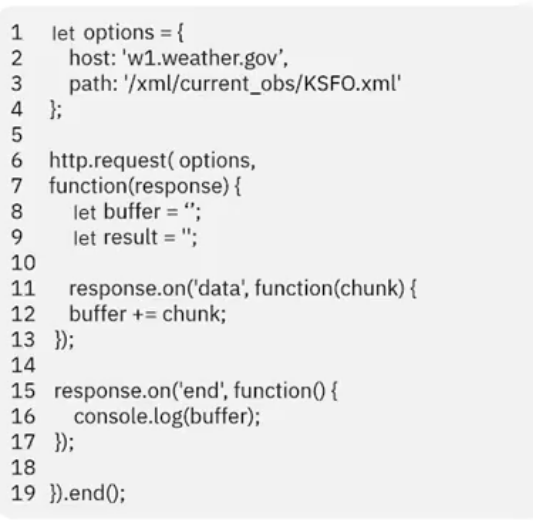 1 let options = {
2 host: 'w1.weather.gov’,
3 path: '/xml/current_obs/KSFO.xml'
4 };
5
6 http.request( options,
7 function(response) {
8 let buffer = ‘’;
9 let result = '';
10
11 response.on('data', function(chunk) {
12 buffer += chunk;
13 });
14
15 response.on('end', function() {
16 console.log(buffer);
17 });
18
19 }).end();